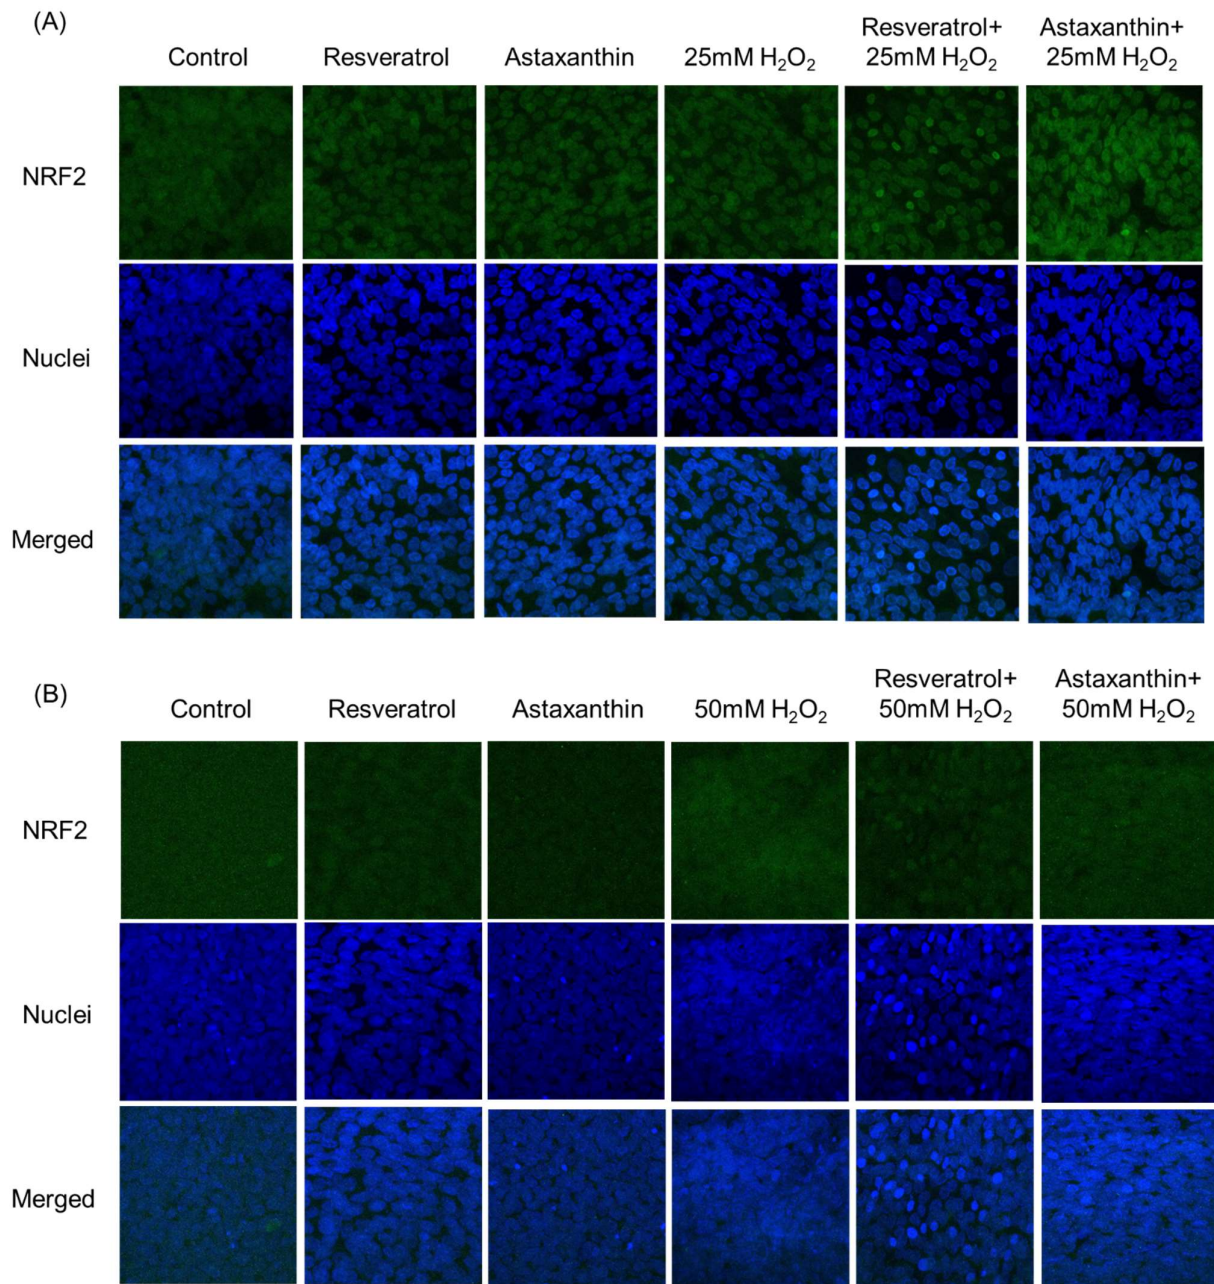 (A)
Control Resveratrol Astaxanthin 25mM H₂O₂ Resveratrol+ 25mM H₂O₂ Astaxanthin+ 25mM H₂O₂
NRF2
Nuclei
Merged
(B)
Control Resveratrol Astaxanthin 50mM H₂O₂ Resveratrol+ 50mM H₂O₂ Astaxanthin+ 50mM H₂O₂
NRF2
Nuclei
Merged